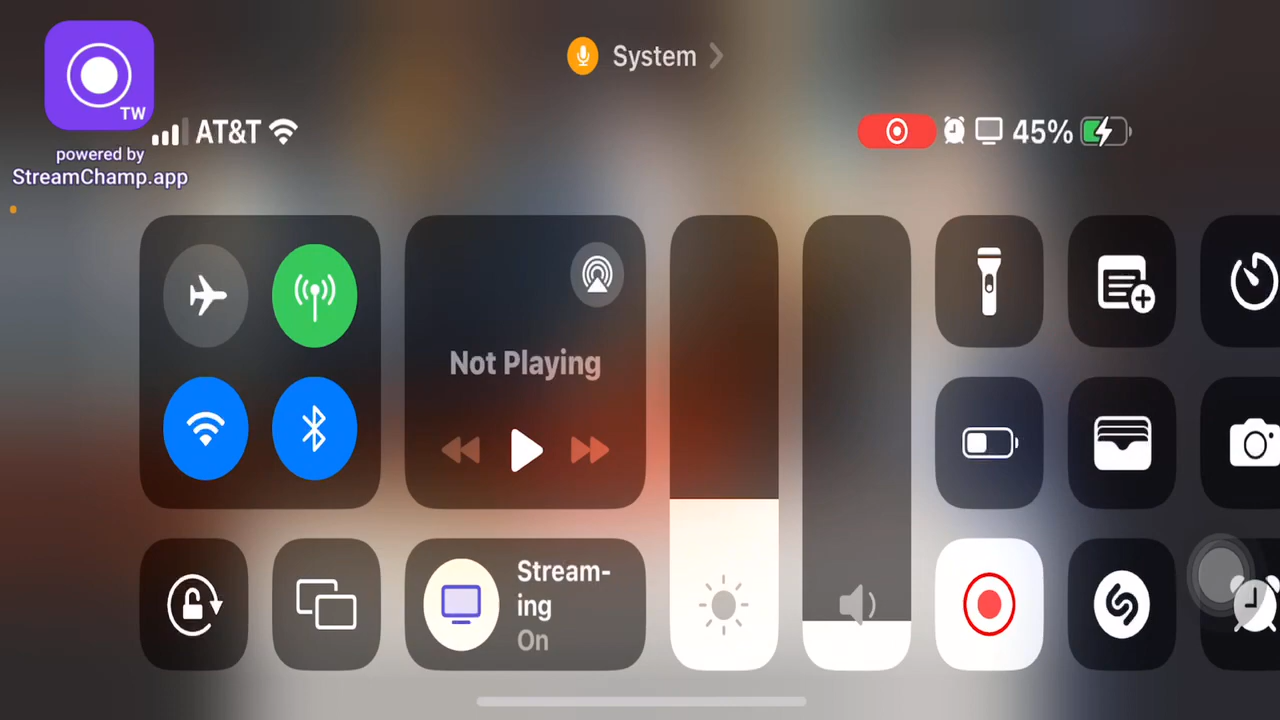 System
TW
AT&T
45%
powered by
StreamChamp.app
Not Playing
Stream-
ing
On